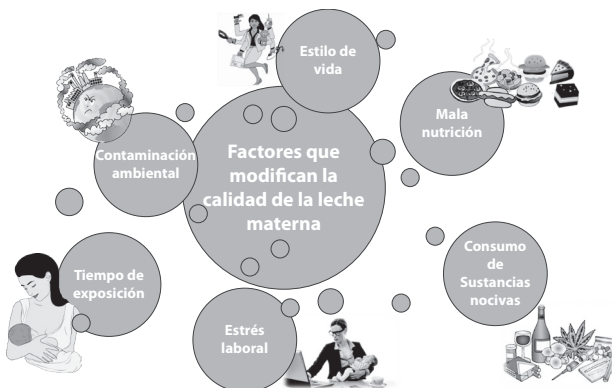 Estilo de
vida
Mala
nutrición
Contaminación
ambiental
Factores que
modifican la
calidad de la leche
materna
Tiempo de
exposición
Consumo
de
Sustancias
nocivas
Estrés
laboral